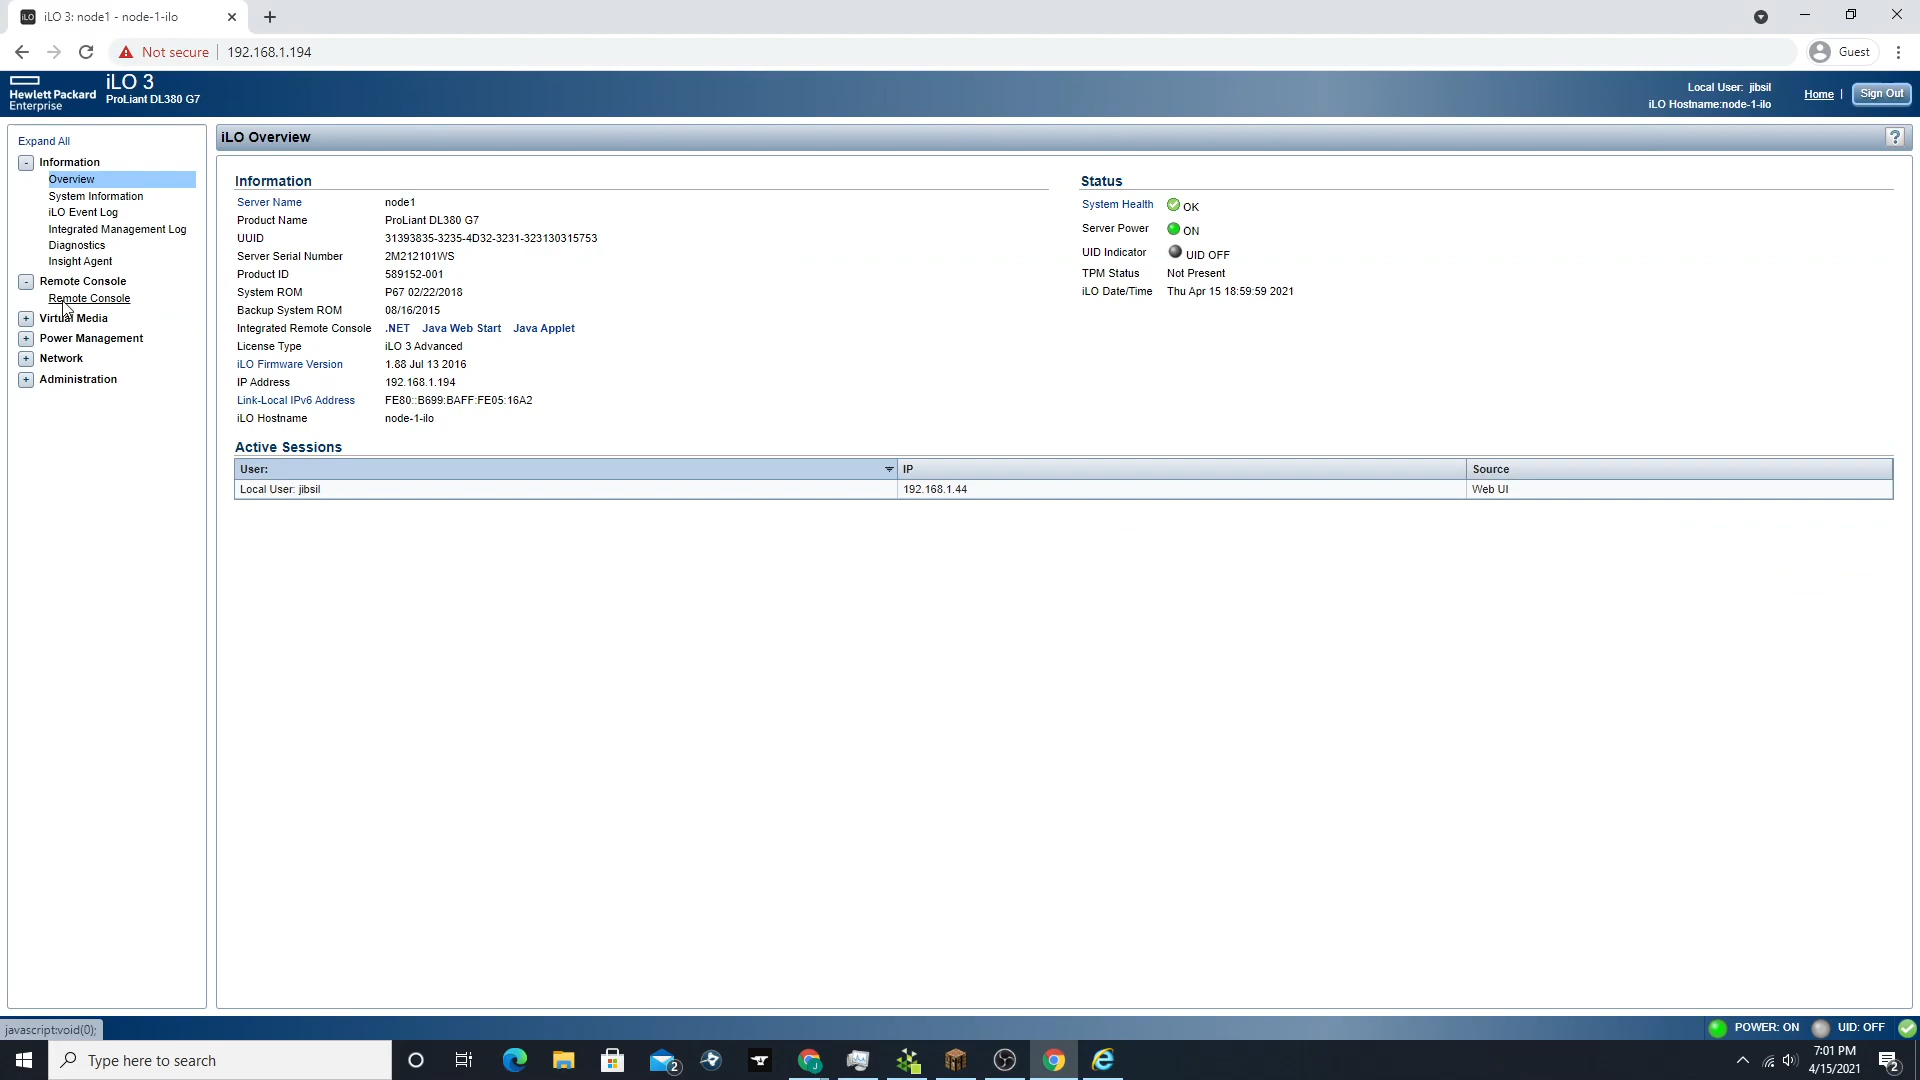 iLO 3: node1 - node-1-ilo
Not secure
192.168.1.194
Guest
Hewlett Packard
Enterprise
iLO 3
ProLiant DL380 G7
Local User: jibsil
iLO Hostname:node-1-ilo
Home |
Sign Out
Expand All
- Information
Overview
System Information
iLO Event Log
Integrated Management Log
Diagnostics
Insight Agent
- Remote Console
Remote Console
+ Virtual Media
+ Power Management
+ Network
+ Administration
iLO Overview
?
Information
Server Name node1
Product Name ProLiant DL380 G7
UUID 31393835-3235-4D32-3231-323130315753
Server Serial Number 2M212101WS
Product ID 589152-001
System ROM P67 02/22/2018
Backup System ROM 08/16/2015
Integrated Remote Console .NET Java Web Start Java Applet
License Type iLO 3 Advanced
iLO Firmware Version 1.88 Jul 13 2016
IP Address 192.168.1.194
Link-Local IPv6 Address FE80::B699:BAFF:FE05:16A2
iLO Hostname node-1-ilo
Status
System Health OK
Server Power ON
UID Indicator UID OFF
TPM Status Not Present
iLO Date/Time Thu Apr 15 18:59:59 2021
Active Sessions
User: IP Source
Local User: jibsil 192.168.1.44 Web UI
javascript:void(0);
POWER: ON UID: OFF
Type here to search
2
J
7:01 PM
4/15/2021
2